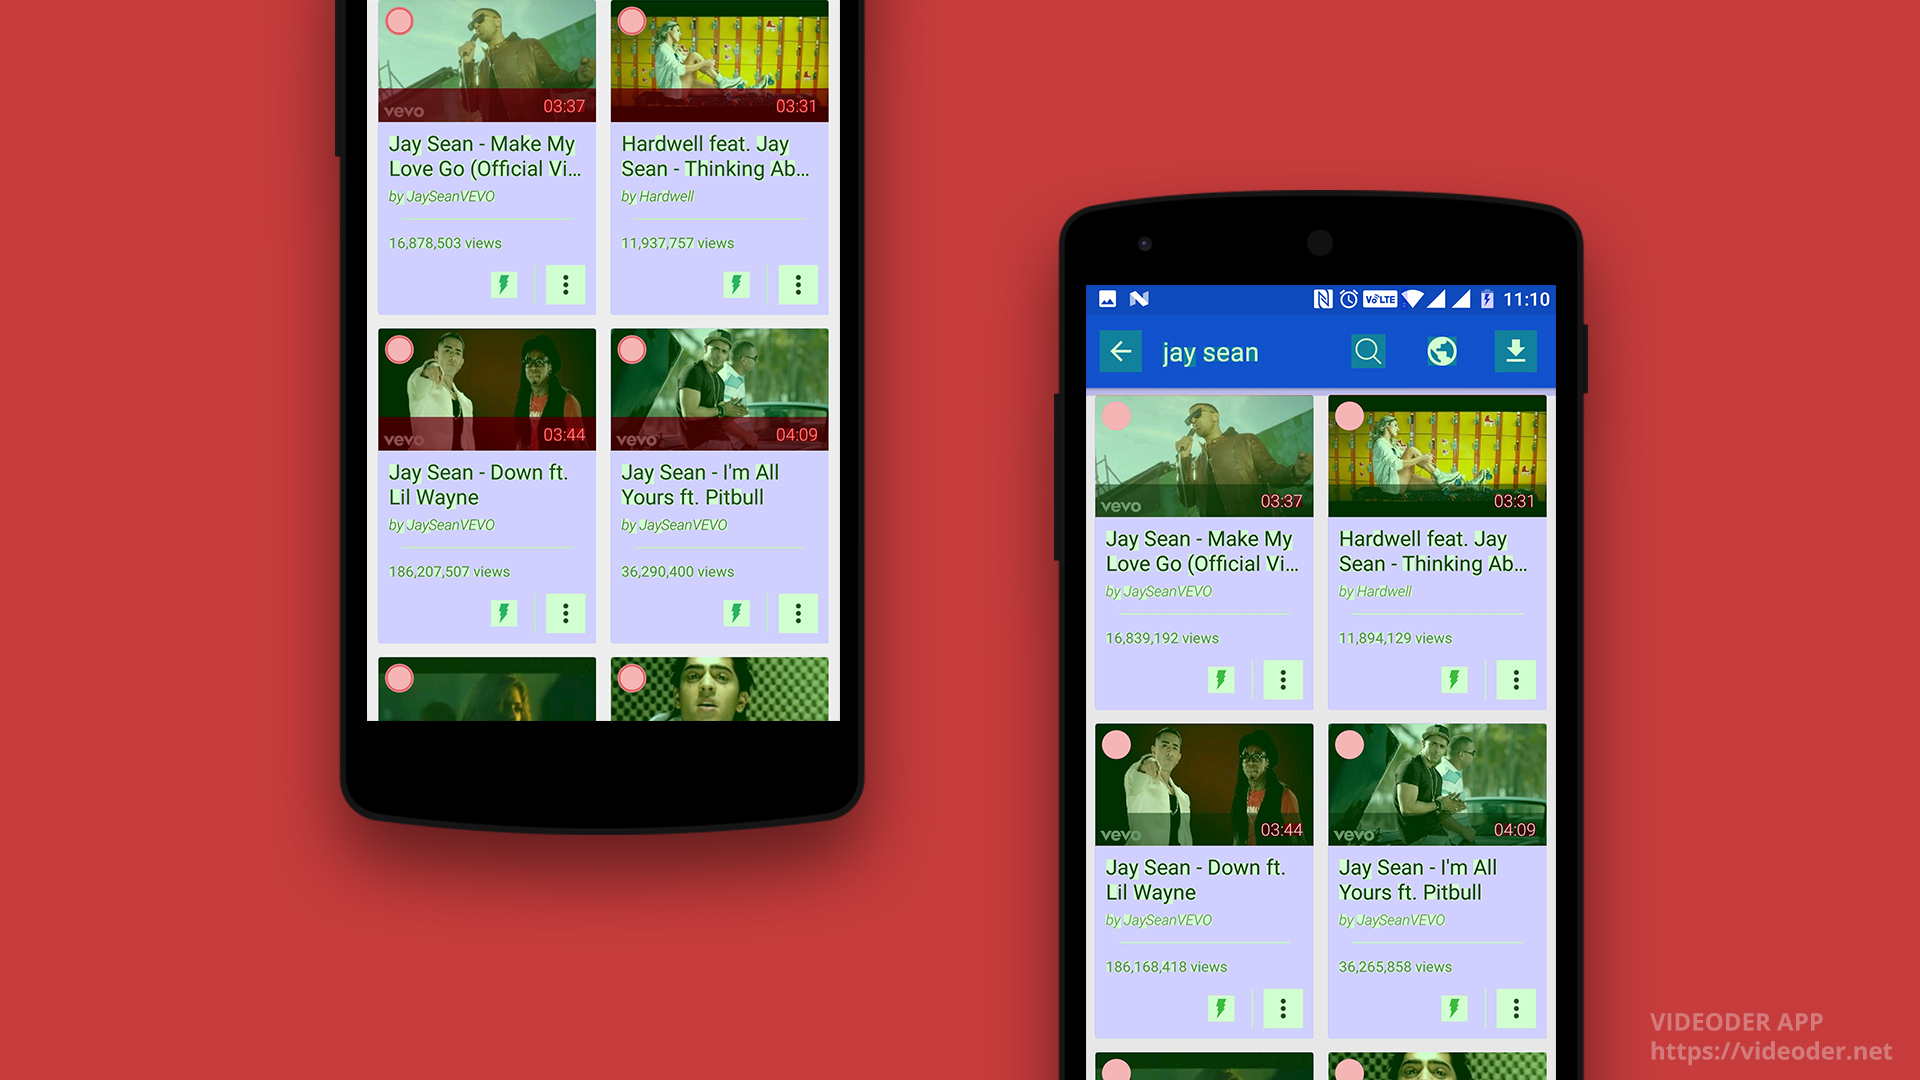 vevo 03:37
03:31
Jay Sean - Make My
Love Go (Official Vi...
by JaySeanVEVO
16,878,503 views
Hardwell feat. Jay
Sean - Thinking Ab...
by Hardwell
11,937,757 views
vevo 03:44
vevo 04:09
Jay Sean - Down ft.
Lil Wayne
by JaySeanVEVO
186,207,507 views
Jay Sean - I'm All
Yours ft. Pitbull
by JaySeanVEVO
36,290,400 views
VoLTE 11:10
jay sean
vevo 03:37
03:31
Jay Sean - Make My
Love Go (Official Vi...
by JaySeanVEVO
16,839,192 views
Hardwell feat. Jay
Sean - Thinking Ab...
by Hardwell
11,894,129 views
vevo 03:44
vevo 04:09
Jay Sean - Down ft.
Lil Wayne
by JaySeanVEVO
186,168,418 views
Jay Sean - I'm All
Yours ft. Pitbull
by JaySeanVEVO
36,265,858 views
VIDEODER APP
https://videoder.net